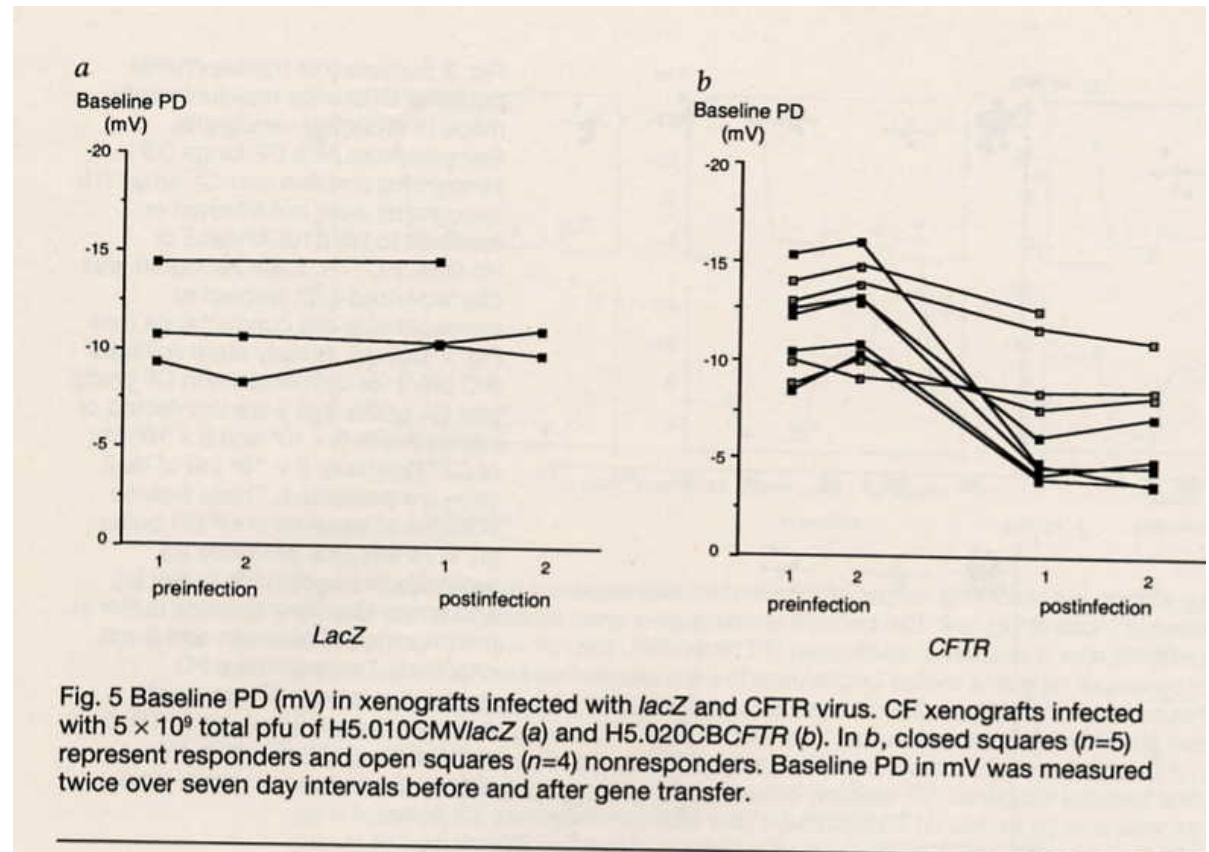 a
Baseline PD
(mV)
-20
-15
-10
-5
0
1 2 1 2
preinfection postinfection
LacZ
b
Baseline PD
(mV)
-20
-15
-10
-5
0
1 2 1 2
preinfection postinfection
CFTR
Fig. 5 Baseline PD (mV) in xenografts infected with lacZ and CFTR virus. CF xenografts infected
with 5 × 10⁹ total pfu of H5.010CMVlacZ (a) and H5.020CBCFTR (b). In b, closed squares (n=5)
represent responders and open squares (n=4) nonresponders. Baseline PD in mV was measured
twice over seven day intervals before and after gene transfer.